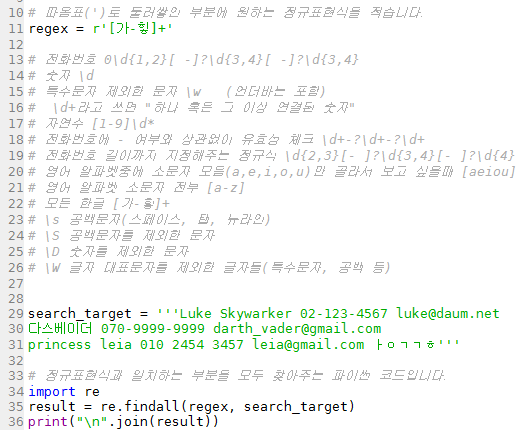 10 # 따옴표(')로 둘러쌓인 부분에 원하는 정규표현식을 적습니다.
11 regex = r'[가-힣]+'
12
13 # 전화번호 0\d{1,2}[ -]?\d{3,4}[ -]?\d{3,4}
14 # 숫자 \d
15 # 특수문자 제외한 문자 \w (언더바는 포함)
16 # \d+라고 쓰면 "하나 혹은 그 이상 연결된 숫자"
17 # 자연수 [1-9]\d*
18 # 전화번호에 - 여부와 상관없이 유효성 체크 \d+-?\d+-?\d+
19 # 전화번호 길이까지 지정해주는 정규식 \d{2,3}[- ]?\d{3,4}[- ]?\d{4}
20 # 영어 알파벳중에 소문자 모음(a,e,i,o,u)만 골라서 보고 싶을때 [aeiou]
21 # 영어 알파벳 소문자 전부 [a-z]
22 # 모든 한글 [가-힣]+
23 # \s 공백문자(스페이스, 탭, 뉴라인)
24 # \S 공백문자를 제외한 문자
25 # \D 숫자를 제외한 문자
26 # \W 글자 대표문자를 제외한 글자들(특수문자, 공백 등)
27
28
29 search_target = '''Luke Skywarker 02-123-4567 luke@daum.net
30 다스베이더 070-9999-9999 darth_vader@gmail.com
31 princess leia 010 2454 3457 leia@gmail.com ㅏㅇㄱㄱㅎ'''
32
33 # 정규표현식과 일치하는 부분을 모두 찾아주는 파이썬 코드입니다.
34 import re
35 result = re.findall(regex, search_target)
36 print("\n".join(result))